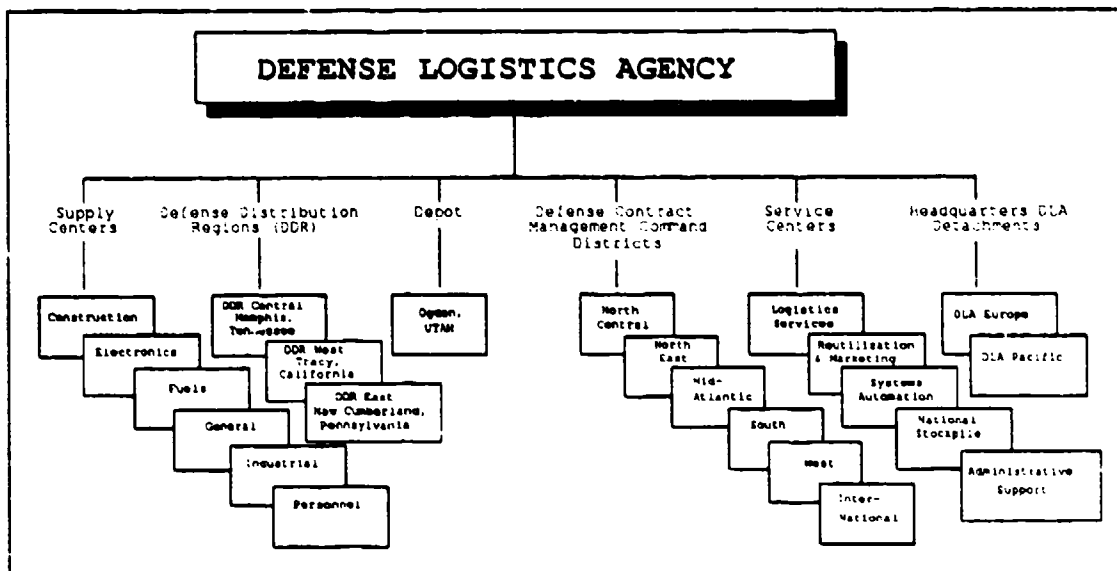 DEFENSE LOGISTICS AGENCY
Supply
Centers
Defense Distribution
Regions (DDR)
Depot
Defense Contract
Management Command
Districts
Service
Centers
Headquarters DLA
Detachments
Construction
Electronics
Fuels
General
Industrial
Personnel
DDR Central
Memphis,
Tennessee
DDR West
Tracy,
California
DDR East
New Cumberland,
Pennsylvania
Ogden,
UTAH
North
Central
North
East
Mid-
Atlantic
South
West
Inter-
National
Logistics
Services
Reutilization
& Marketing
Systems
Automation
National
Stockpile
Administrative
Support
DLA Europe
DLA Pacific